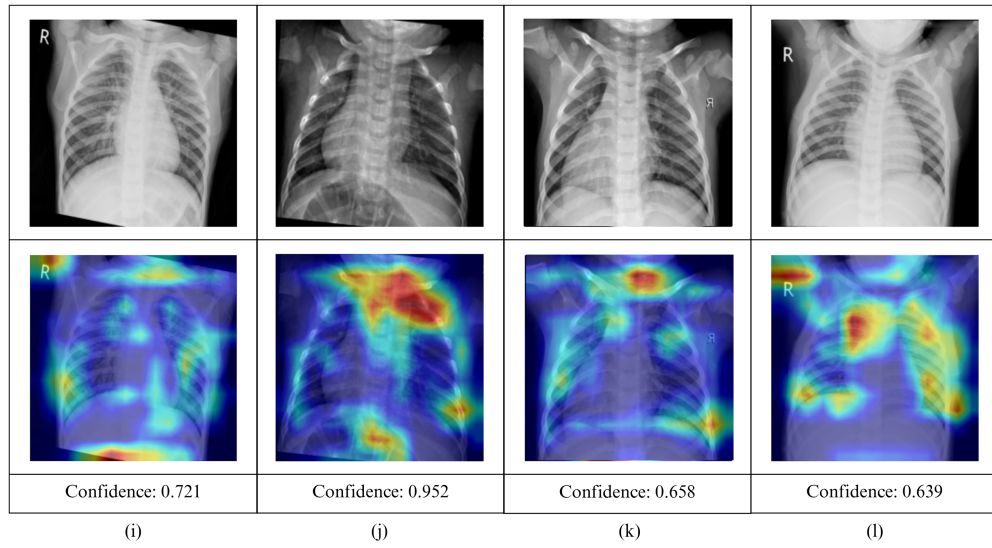 R
R
R
R
R
R
Confidence: 0.721
Confidence: 0.952
Confidence: 0.658
Confidence: 0.639
(i)
(j)
(k)
(l)